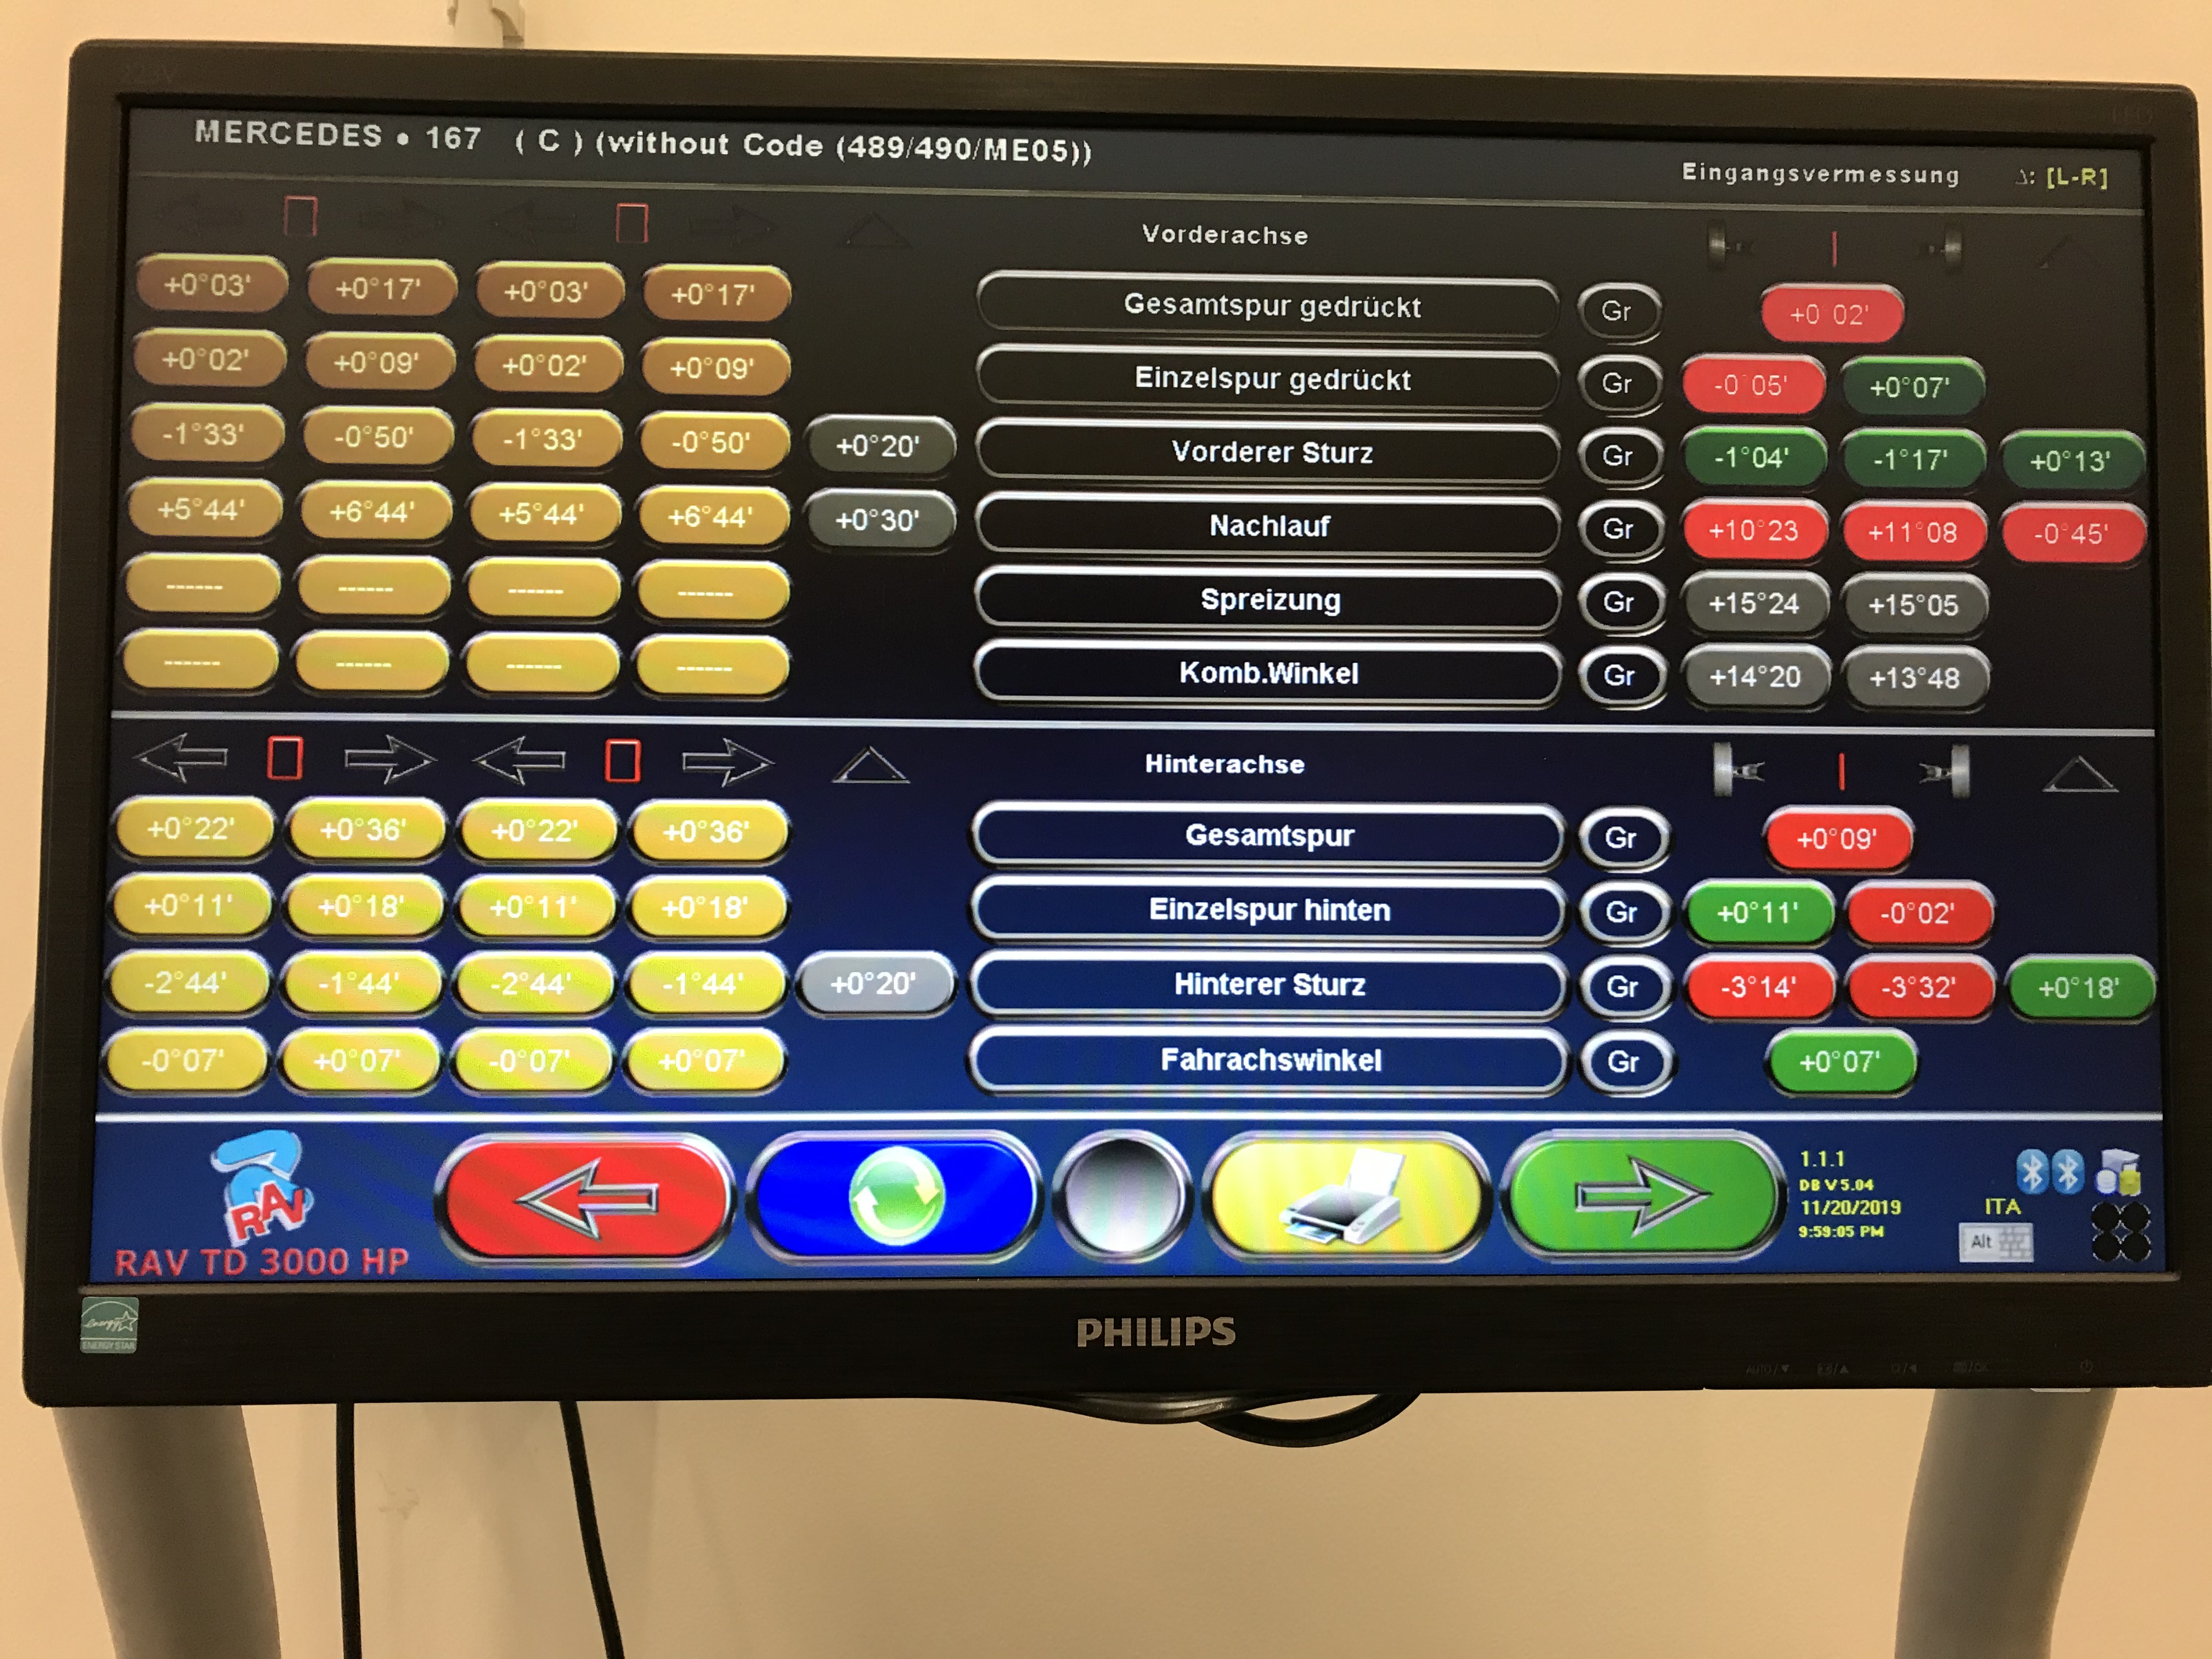 MERCEDES • 167 ( C ) (without Code (489/490/ME05))
Eingangsvermessung Δ: [L-R]
Vorderachse
+0°03' +0°17' +0°03' +0°17' Gesamtspur gedrückt Gr +0°02'
+0°02' +0°09' +0°02' +0°09' Einzelspur gedrückt Gr -0°05' +0°07'
-1°33' -0°50' -1°33' -0°50' +0°20' Vorderer Sturz Gr -1°04' -1°17' +0°13'
+5°44' +6°44' +5°44' +6°44' +0°30' Nachlauf Gr +10°23 +11°08 -0°45'
------ ------ ------ ------ Spreizung Gr +15°24 +15°05
------ ------ ------ ------ Komb.Winkel Gr +14°20 +13°48
Hinterachse
+0°22' +0°36' +0°22' +0°36' Gesamtspur Gr +0°09'
+0°11' +0°18' +0°11' +0°18' Einzelspur hinten Gr +0°11' -0°02'
-2°44' -1°44' -2°44' -1°44' +0°20' Hinterer Sturz Gr -3°14' -3°32' +0°18'
-0°07' +0°07' -0°07' +0°07' Fahrachswinkel Gr +0°07'
RAV
RAV TD 3000 HP
1.1.1
DB V 5.04
11/20/2019
9:59:05 PM
ITA
Alt
energy
ENERGY STAR
PHILIPS